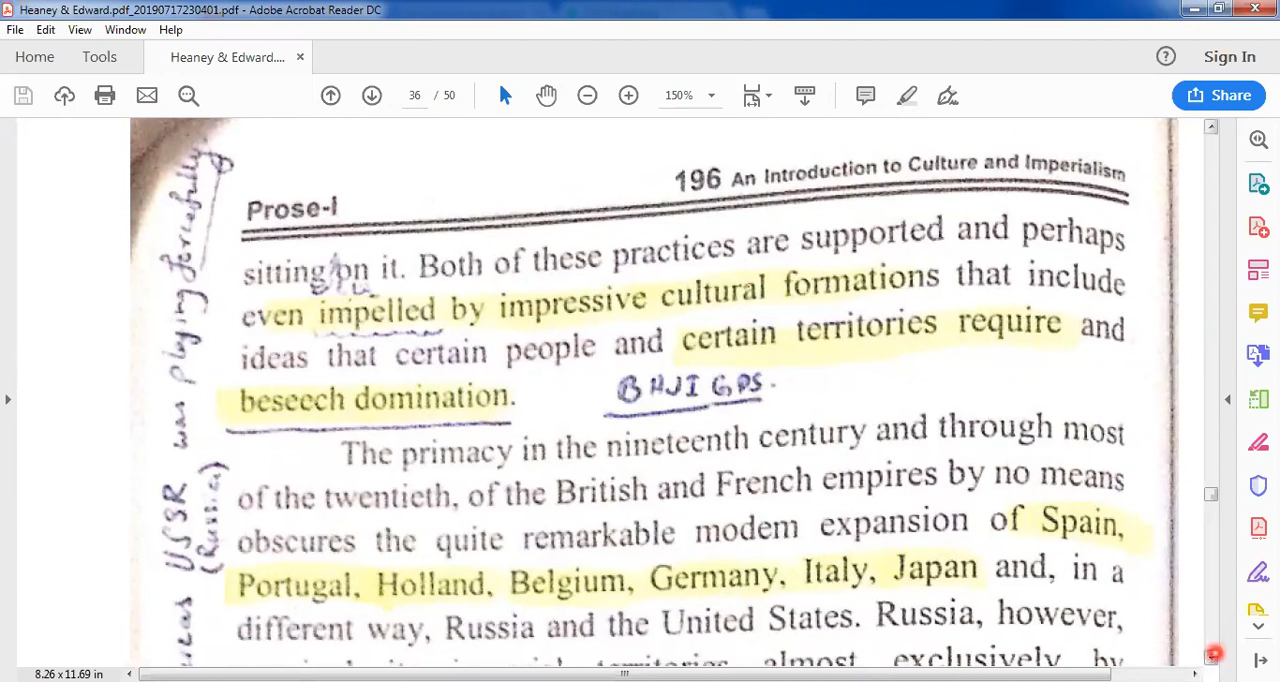 Heaney & Edward.pdf_20190717230401.pdf - Adobe Acrobat Reader DC
File Edit View Window Help
Home Tools Heaney & Edward.... × Sign In
36 / 50 150% Share
Prose-I 196 An Introduction to Culture and Imperialism
sitting on it. Both of these practices are supported and perhaps
even impelled by impressive cultural formations that include
ideas that certain people and certain territories require and
beseech domination.
BHJI GPS.
The primacy in the nineteenth century and through most
of the twentieth, of the British and French empires by no means
obscures the quite remarkable modem expansion of Spain,
Portugal, Holland, Belgium, Germany, Italy, Japan and, in a
different way, Russia and the United States. Russia, however,
territories almost exclusively by
USSR was playing forcefully.
(Russia)
8.26 x 11.69 in